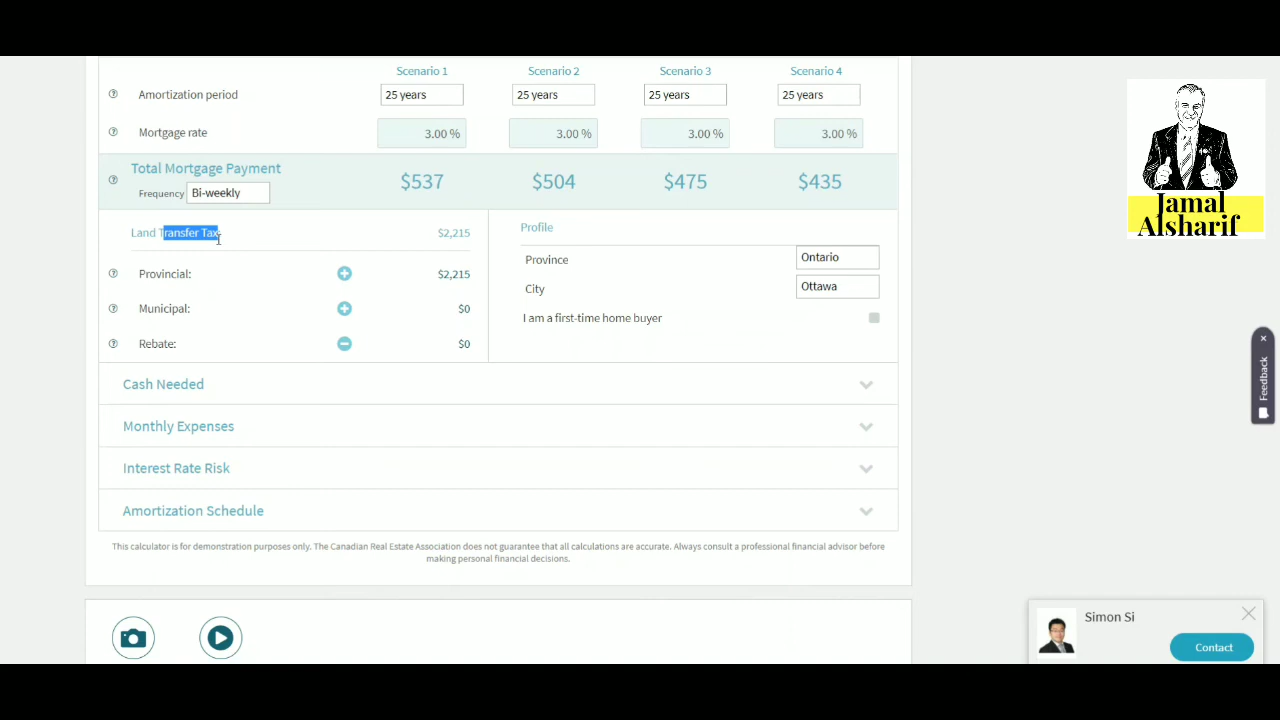 Scenario 1 Scenario 2 Scenario 3 Scenario 4
Amortization period 25 years 25 years 25 years 25 years
Mortgage rate 3.00 % 3.00 % 3.00 % 3.00 %
Total Mortgage Payment $537 $504 $475 $435
Frequency Bi-weekly
Land Transfer Tax $2,215
Provincial: $2,215
Municipal: $0
Rebate: $0
Profile
Province Ontario
City Ottawa
I am a first-time home buyer
Cash Needed
Monthly Expenses
Interest Rate Risk
Amortization Schedule
This calculator is for demonstration purposes only. The Canadian Real Estate Association does not guarantee that all calculations are accurate. Always consult a professional financial advisor before
making personal financial decisions.
Jamal
Alsharif
Feedback
Simon Si
Contact